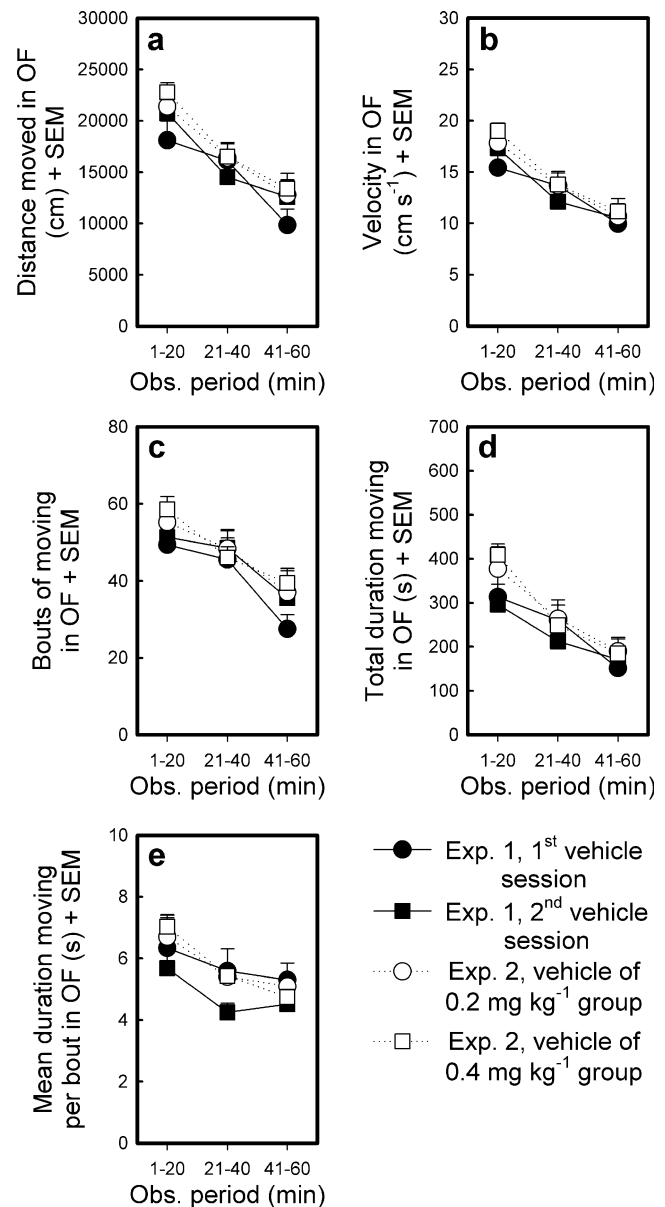 a
Distance moved in OF
(cm) + SEM
30000
25000
20000
15000
10000
5000
0
1-20
21-40
41-60
Obs. period (min)
b
Velocity in OF
(cm s⁻¹) + SEM
30
25
20
15
10
5
0
1-20
21-40
41-60
Obs. period (min)
c
Bouts of moving
in OF + SEM
80
60
40
20
0
1-20
21-40
41-60
Obs. period (min)
d
Total duration moving
in OF (s) + SEM
700
600
500
400
300
200
100
0
1-20
21-40
41-60
Obs. period (min)
e
Mean duration moving
per bout in OF (s) + SEM
10
8
6
4
2
0
1-20
21-40
41-60
Obs. period (min)
Exp. 1, 1ˢᵗ vehicle
session
Exp. 1, 2ⁿᵈ vehicle
session
Exp. 2, vehicle of
0.2 mg kg⁻¹ group
Exp. 2, vehicle of
0.4 mg kg⁻¹ group